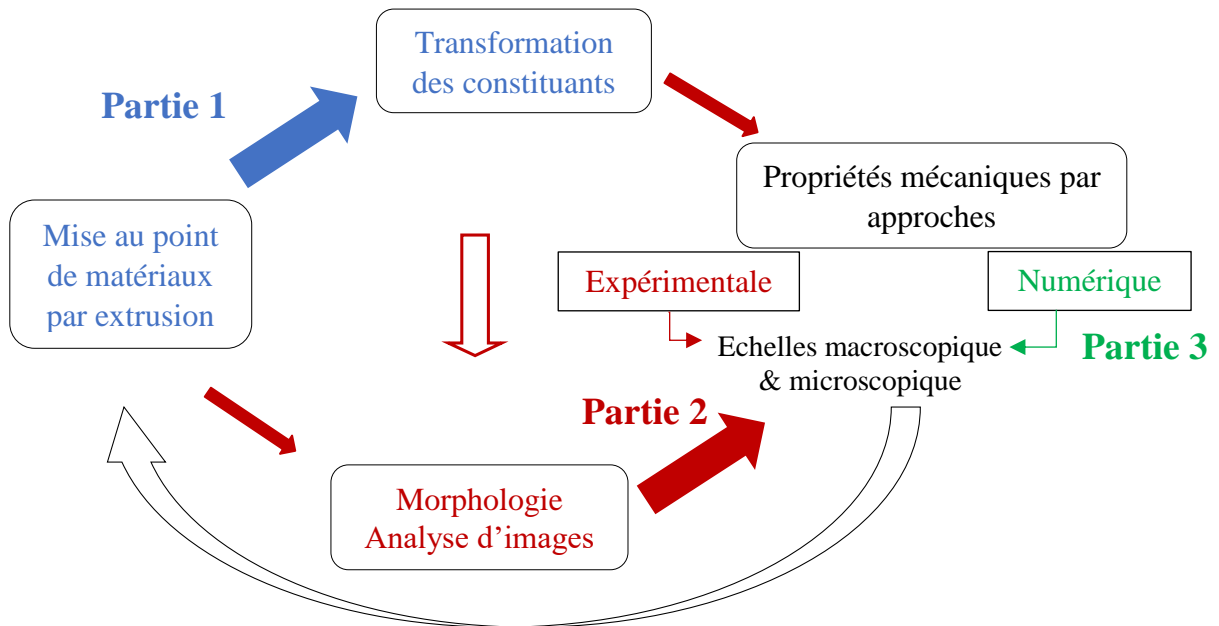 Transformation
des constituants
Partie 1
Mise au point
de matériaux
par extrusion
Propriétés mécaniques par
approches
Expérimentale
Numérique
Echelles macroscopique
& microscopique
Partie 3
Partie 2
Morphologie
Analyse d’images